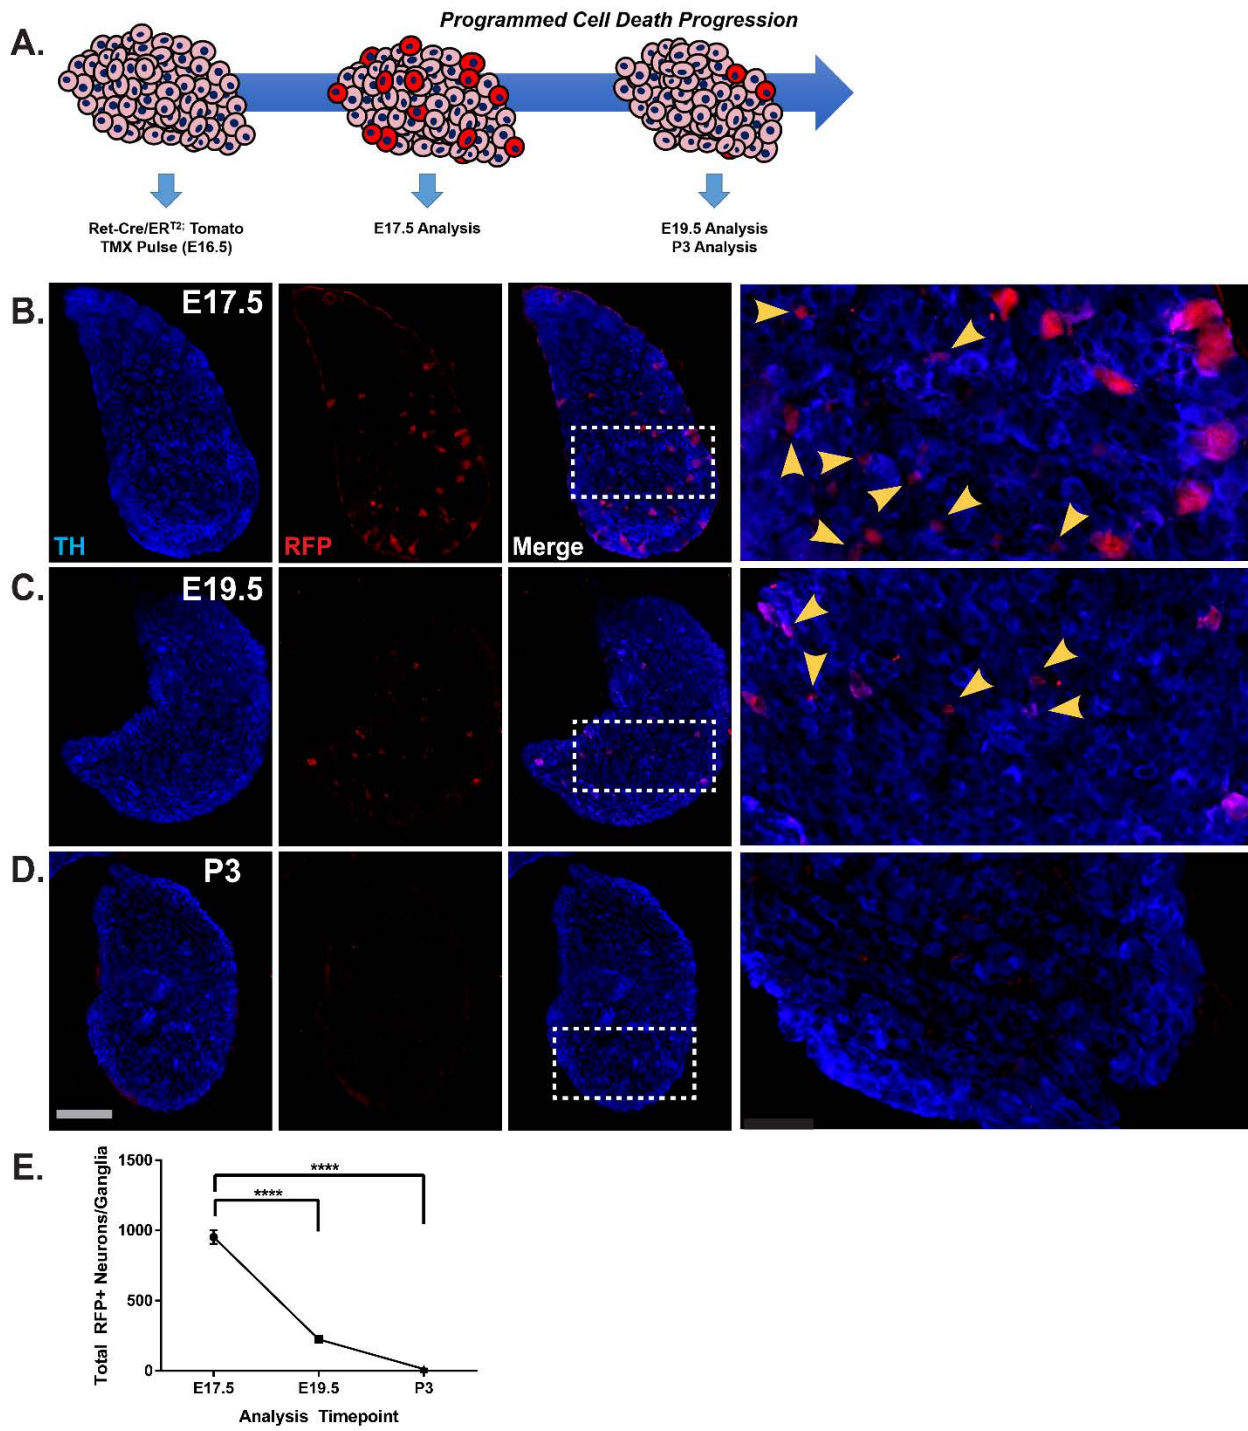 Programmed Cell Death Progression
A.
Ret-Cre/ERT2; Tomato
TMX Pulse (E16.5)
E17.5 Analysis
E19.5 Analysis
P3 Analysis
B.
E17.5
TH
RFP
Merge
C.
E19.5
D.
P3
E.
1500
1000
500
0
****
****
Total RFP+ Neurons/Ganglia
E17.5
E19.5
P3
Analysis Timepoint